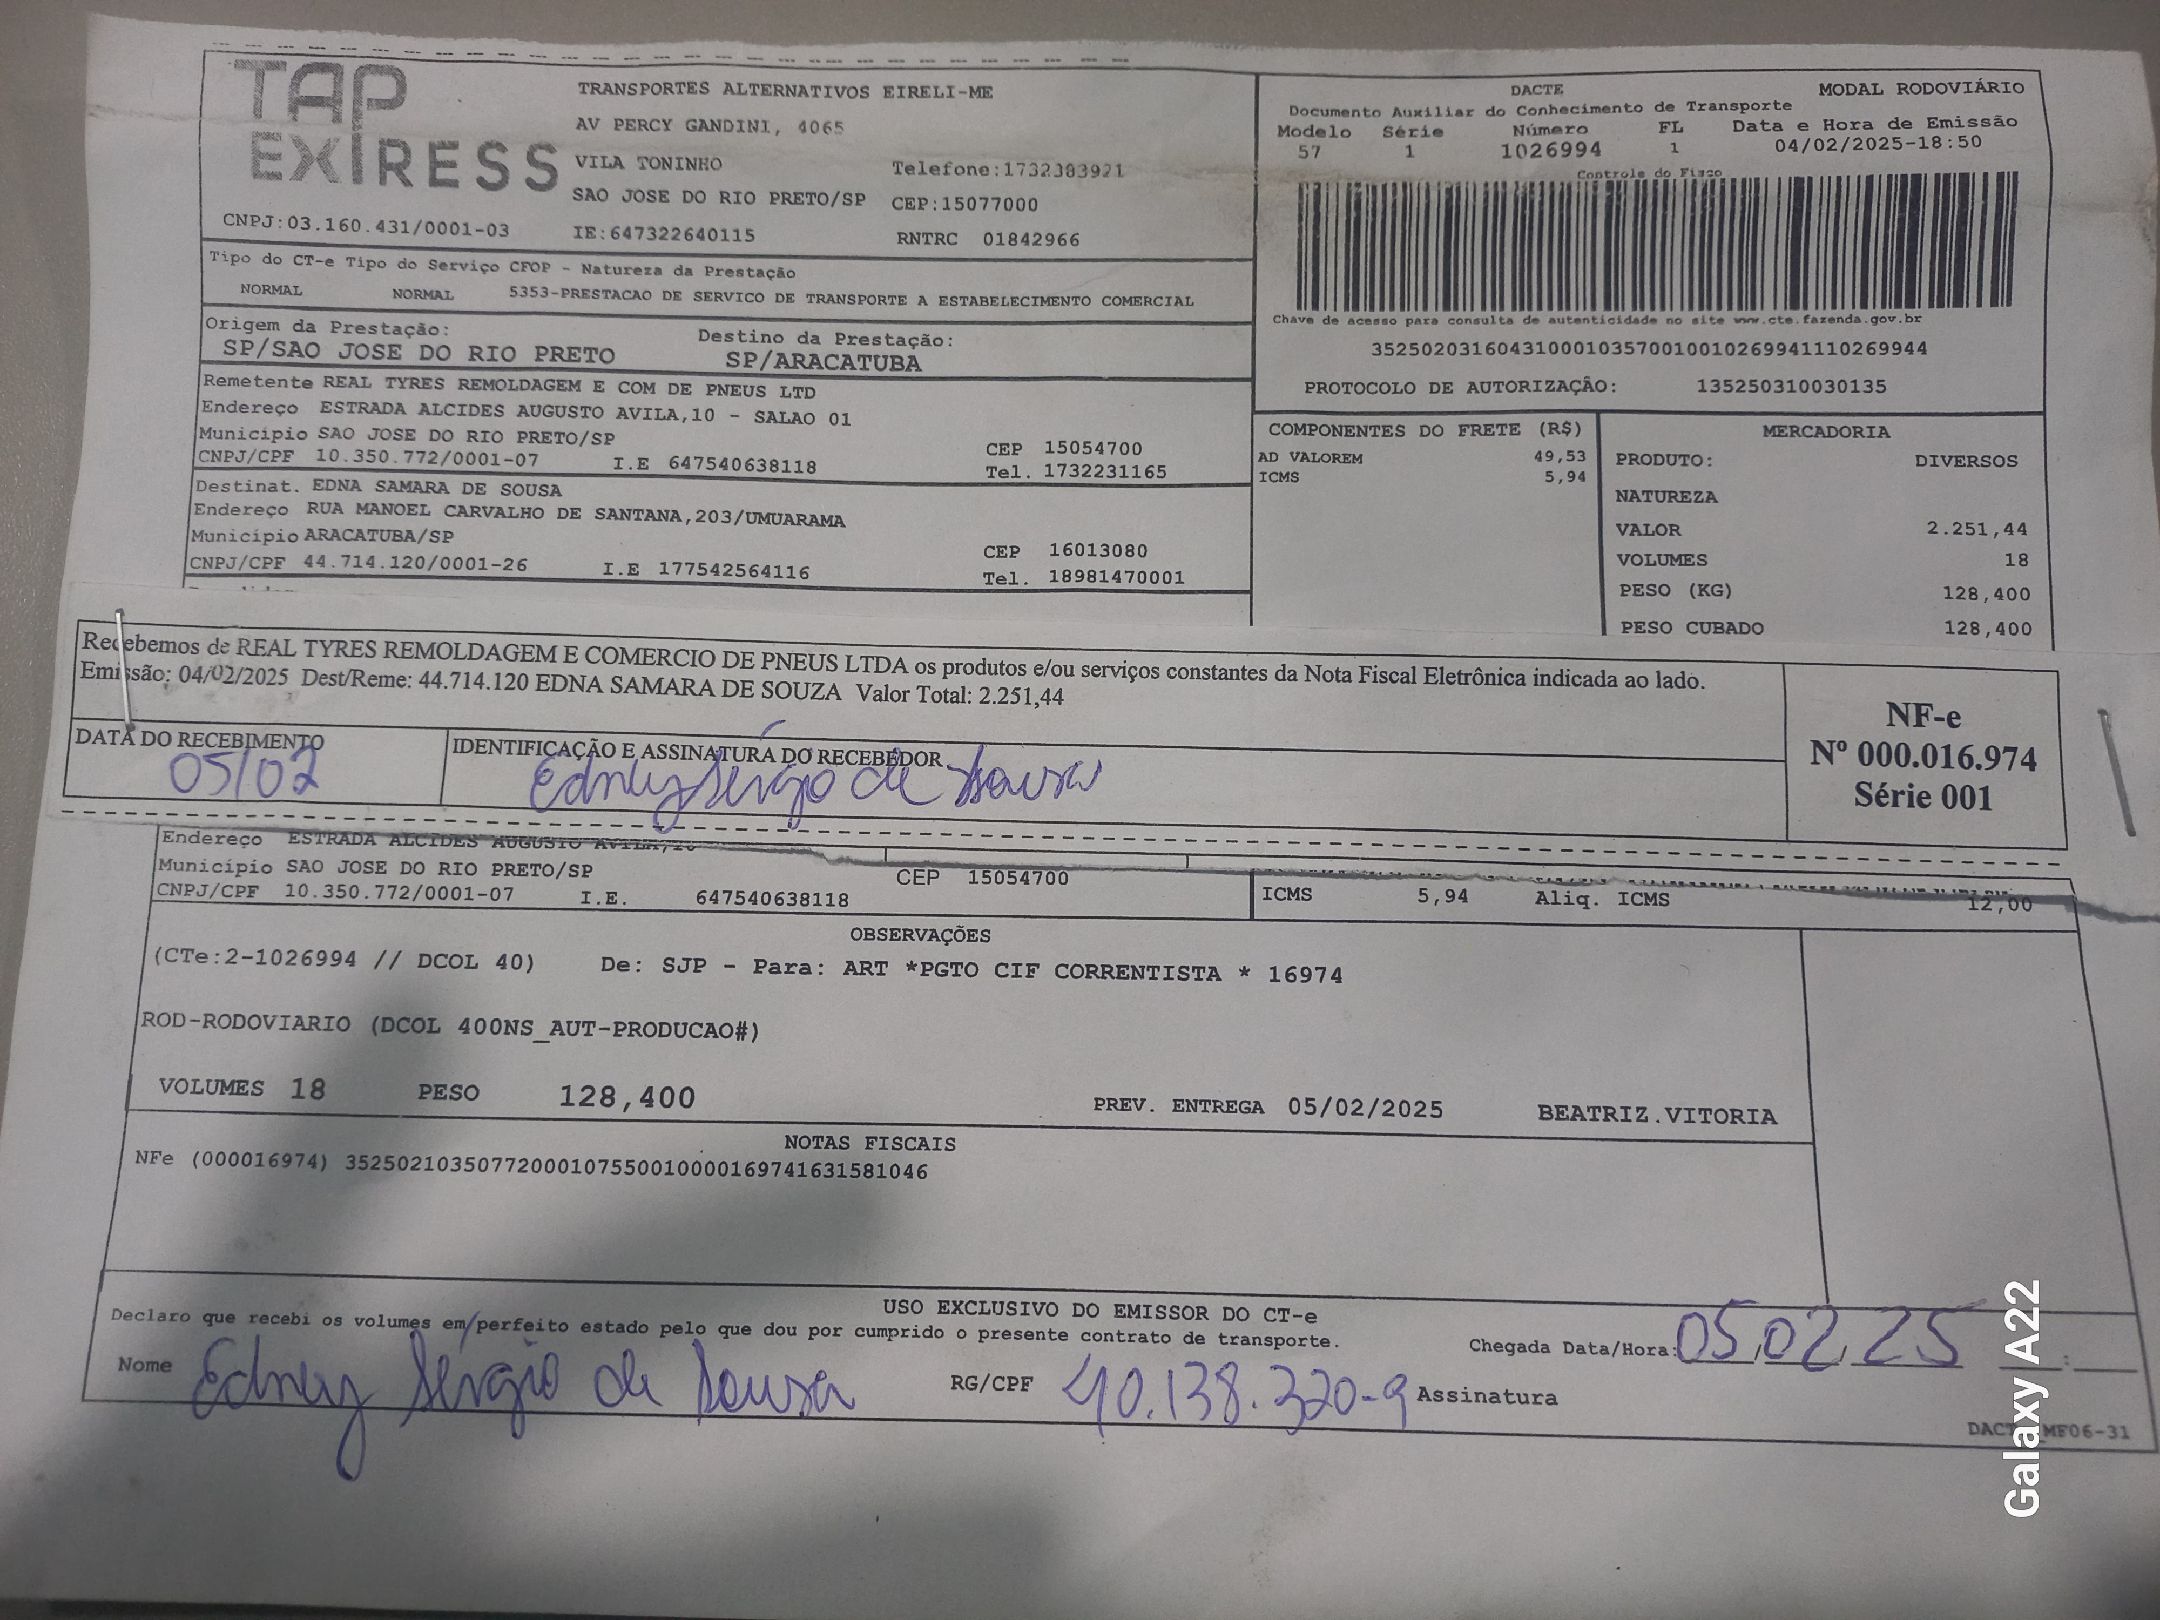 TAP EXPRESS
TRANSPORTES ALTERNATIVOS EIRELI-ME
AV PERCY GANDINI, 4065
VILA TONINHO Telefone:1732383921
SAO JOSE DO RIO PRETO/SP CEP:15077000
CNPJ:03.160.431/0001-03 IE:647322640115 RNTRC 01842966
DACTE MODAL RODOVIÁRIO
Documento Auxiliar do Conhecimento de Transporte
Modelo Série Número FL Data e Hora de Emissão
57 1 1026994 1 04/02/2025-18:50
Controle do Fisco
Chave de acesso para consulta de autenticidade no site www.cte.fazenda.gov.br
35250203160431000103570010010269941110269944
PROTOCOLO DE AUTORIZAÇÃO: 135250310030135
Tipo do CT-e Tipo do Serviço CFOP - Natureza da Prestação
NORMAL NORMAL 5353-PRESTACAO DE SERVICO DE TRANSPORTE A ESTABELECIMENTO COMERCIAL
Origem da Prestação: Destino da Prestação:
SP/SAO JOSE DO RIO PRETO SP/ARACATUBA
Remetente REAL TYRES REMOLDAGEM E COM DE PNEUS LTD
Endereço ESTRADA ALCIDES AUGUSTO AVILA,10 - SALAO 01
Município SAO JOSE DO RIO PRETO/SP CEP 15054700
CNPJ/CPF 10.350.772/0001-07 I.E 647540638118 Tel. 1732231165
Destinat. EDNA SAMARA DE SOUSA
Endereço RUA MANOEL CARVALHO DE SANTANA,203/UMUARAMA
Município ARACATUBA/SP CEP 16013080
CNPJ/CPF 44.714.120/0001-26 I.E 177542564116 Tel. 18981470001
COMPONENTES DO FRETE (R$)
AD VALOREM 49,53
ICMS 5,94
MERCADORIA
PRODUTO: DIVERSOS
NATUREZA
VALOR 2.251,44
VOLUMES 18
PESO (KG) 128,400
PESO CUBADO 128,400
Recebemos de REAL TYRES REMOLDAGEM E COMERCIO DE PNEUS LTDA os produtos e/ou serviços constantes da Nota Fiscal Eletrônica indicada ao lado.
Emissão: 04/02/2025 Dest/Reme: 44.714.120 EDNA SAMARA DE SOUZA Valor Total: 2.251,44
DATA DO RECEBIMENTO IDENTIFICAÇÃO E ASSINATURA DO RECEBEDOR
05/02 Edney Sérgio de Sousa
NF-e
Nº 000.016.974
Série 001
Endereço ESTRADA ALCIDES AUGUSTO AVILA,10
Município SAO JOSE DO RIO PRETO/SP CEP 15054700
CNPJ/CPF 10.350.772/0001-07 I.E. 647540638118
ICMS 5,94 Aliq. ICMS 12,00
OBSERVAÇÕES
(CTe:2-1026994 // DCOL 40) De: SJP - Para: ART *PGTO CIF CORRENTISTA * 16974
ROD-RODOVIARIO (DCOL 400NS_AUT-PRODUCAO#)
VOLUMES 18 PESO 128,400 PREV. ENTREGA 05/02/2025 BEATRIZ.VITORIA
NOTAS FISCAIS
NFe (000016974) 35250210350772000107550010000169741631581046
USO EXCLUSIVO DO EMISSOR DO CT-e
Declaro que recebi os volumes em perfeito estado pelo que dou por cumprido o presente contrato de transporte.
Chegada Data/Hora: 05/02/25 :
Nome Edney Sérgio de Sousa RG/CPF 40.138.320-9 Assinatura
DACTE_MF06-31
Galaxy A22